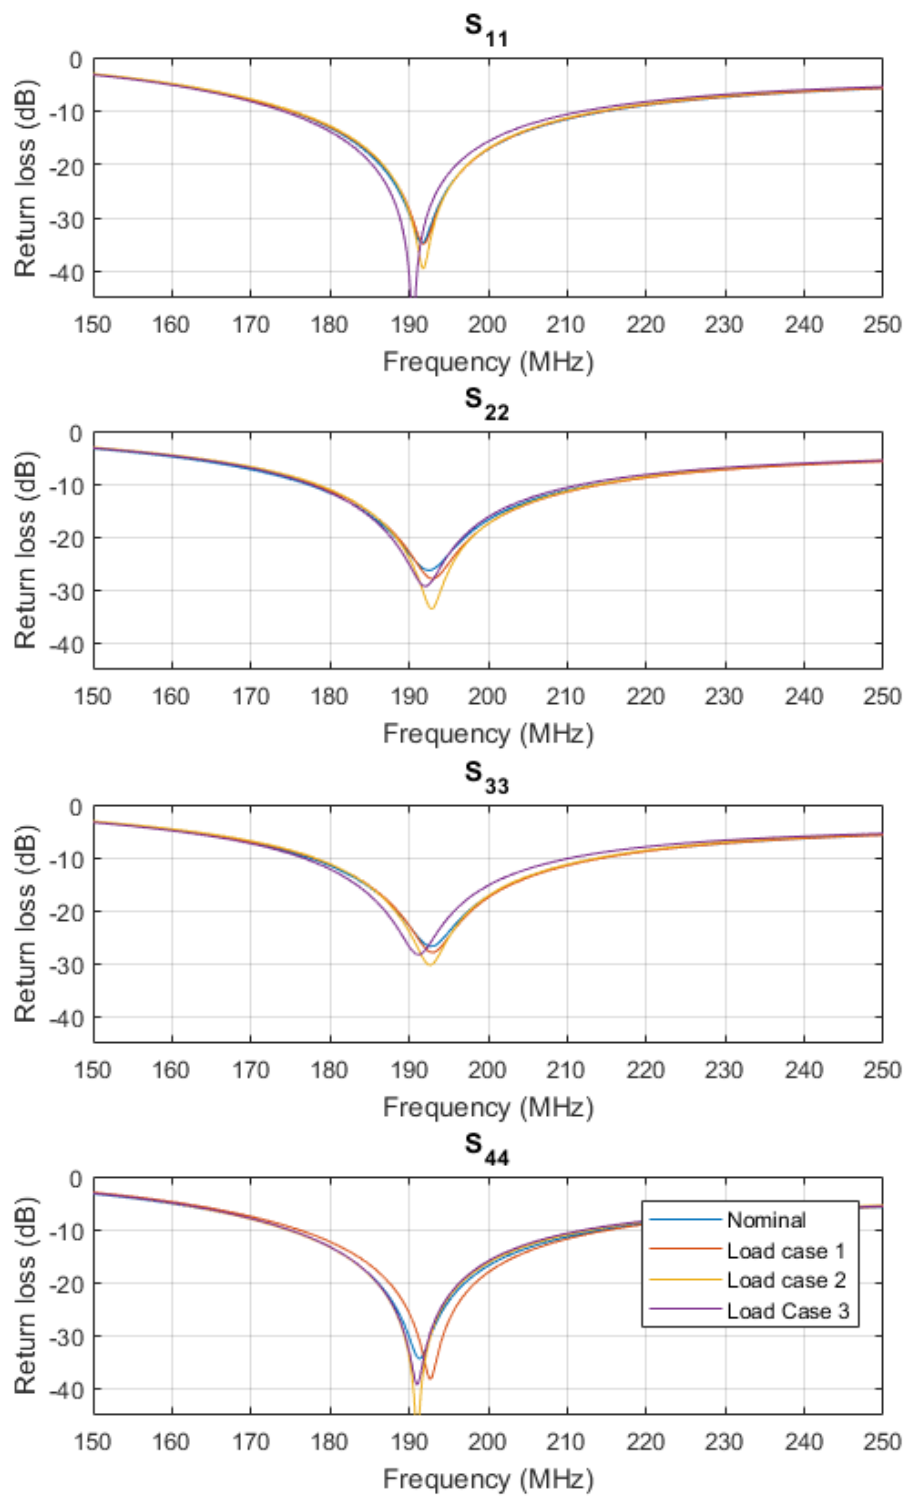 S11
0
-10
-20
-30
-40
Return loss (dB)
150 160 170 180 190 200 210 220 230 240 250
Frequency (MHz)
S22
0
-10
-20
-30
-40
Return loss (dB)
150 160 170 180 190 200 210 220 230 240 250
Frequency (MHz)
S33
0
-10
-20
-30
-40
Return loss (dB)
150 160 170 180 190 200 210 220 230 240 250
Frequency (MHz)
S44
0
-10
-20
-30
-40
Return loss (dB)
Nominal
Load case 1
Load case 2
Load Case 3
150 160 170 180 190 200 210 220 230 240 250
Frequency (MHz)